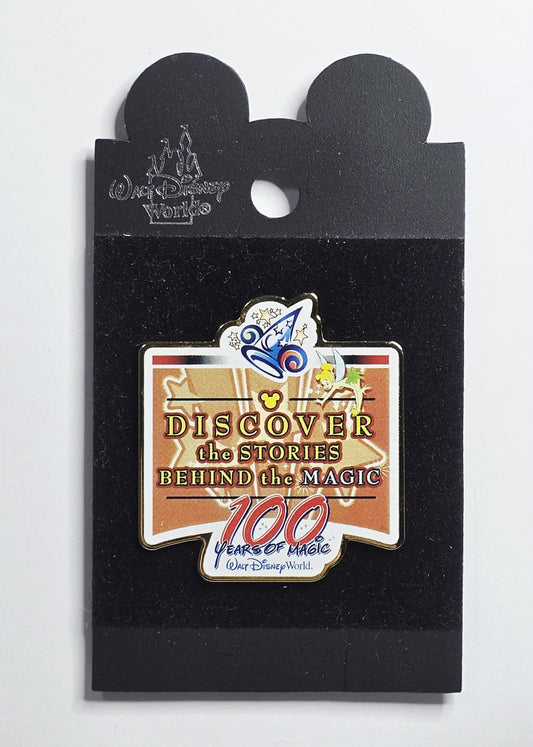 WALT DISNEY
World®
DISCOVER
the STORIES
BEHIND the MAGIC
100
YEARS OF MAGIC
WALT DISNEY World.